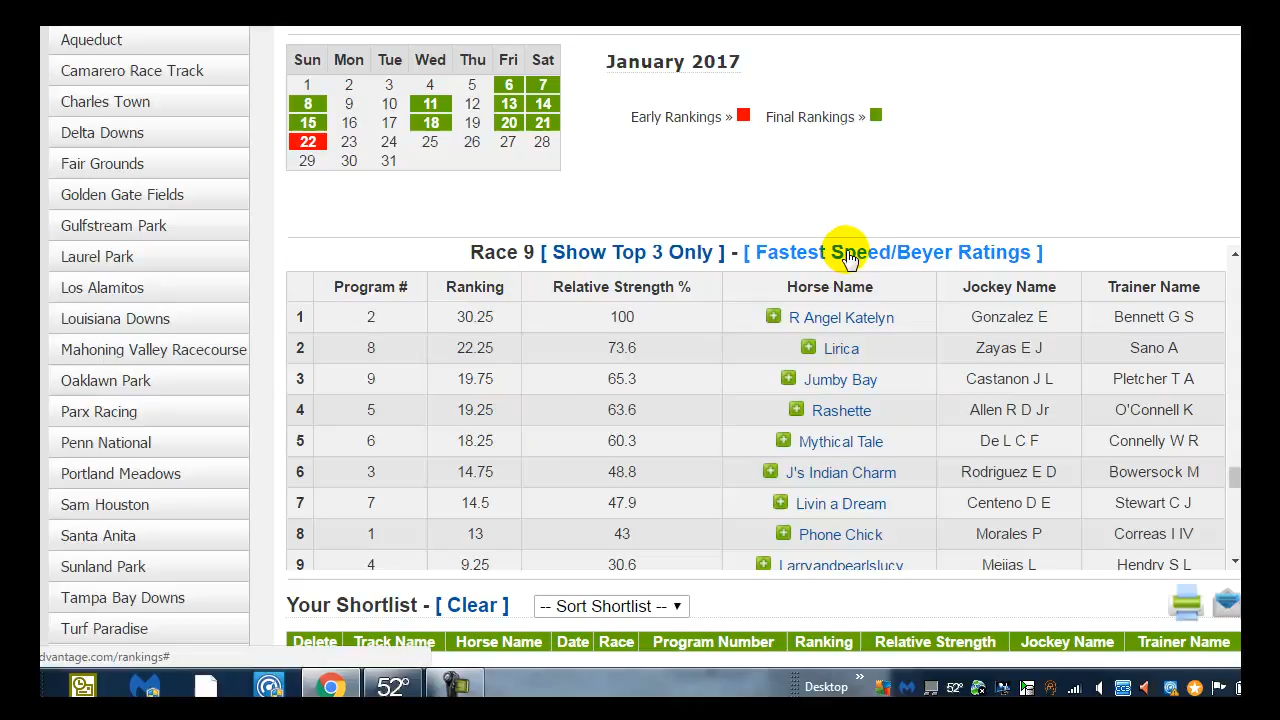 Aqueduct
Camarero Race Track
Charles Town
Delta Downs
Fair Grounds
Golden Gate Fields
Gulfstream Park
Laurel Park
Los Alamitos
Louisiana Downs
Mahoning Valley Racecourse
Oaklawn Park
Parx Racing
Penn National
Portland Meadows
Sam Houston
Santa Anita
Sunland Park
Tampa Bay Downs
Turf Paradise
Sun Mon Tue Wed Thu Fri Sat
1 2 3 4 5 6 7
8 9 10 11 12 13 14
15 16 17 18 19 20 21
22 23 24 25 26 27 28
29 30 31
January 2017
Early Rankings » Final Rankings »
Race 9 [ Show Top 3 Only ] - [ Fastest Speed/Beyer Ratings ]
Program # Ranking Relative Strength % Horse Name Jockey Name Trainer Name
1 2 30.25 100 R Angel Katelyn Gonzalez E Bennett G S
2 8 22.25 73.6 Lirica Zayas E J Sano A
3 9 19.75 65.3 Jumby Bay Castanon J L Pletcher T A
4 5 19.25 63.6 Rashette Allen R D Jr O'Connell K
5 6 18.25 60.3 Mythical Tale De L C F Connelly W R
6 3 14.75 48.8 J's Indian Charm Rodriguez E D Bowersock M
7 7 14.5 47.9 Livin a Dream Centeno D E Stewart C J
8 1 13 43 Phone Chick Morales P Correas I IV
9 4 9.25 30.6 Larryandpearlslucy Mejias L Hendry S L
Your Shortlist - [ Clear ] -- Sort Shortlist --
Delete Track Name Horse Name Date Race Program Number Ranking Relative Strength Jockey Name Trainer Name
dvantage.com/rankings#
52° Desktop » 52°